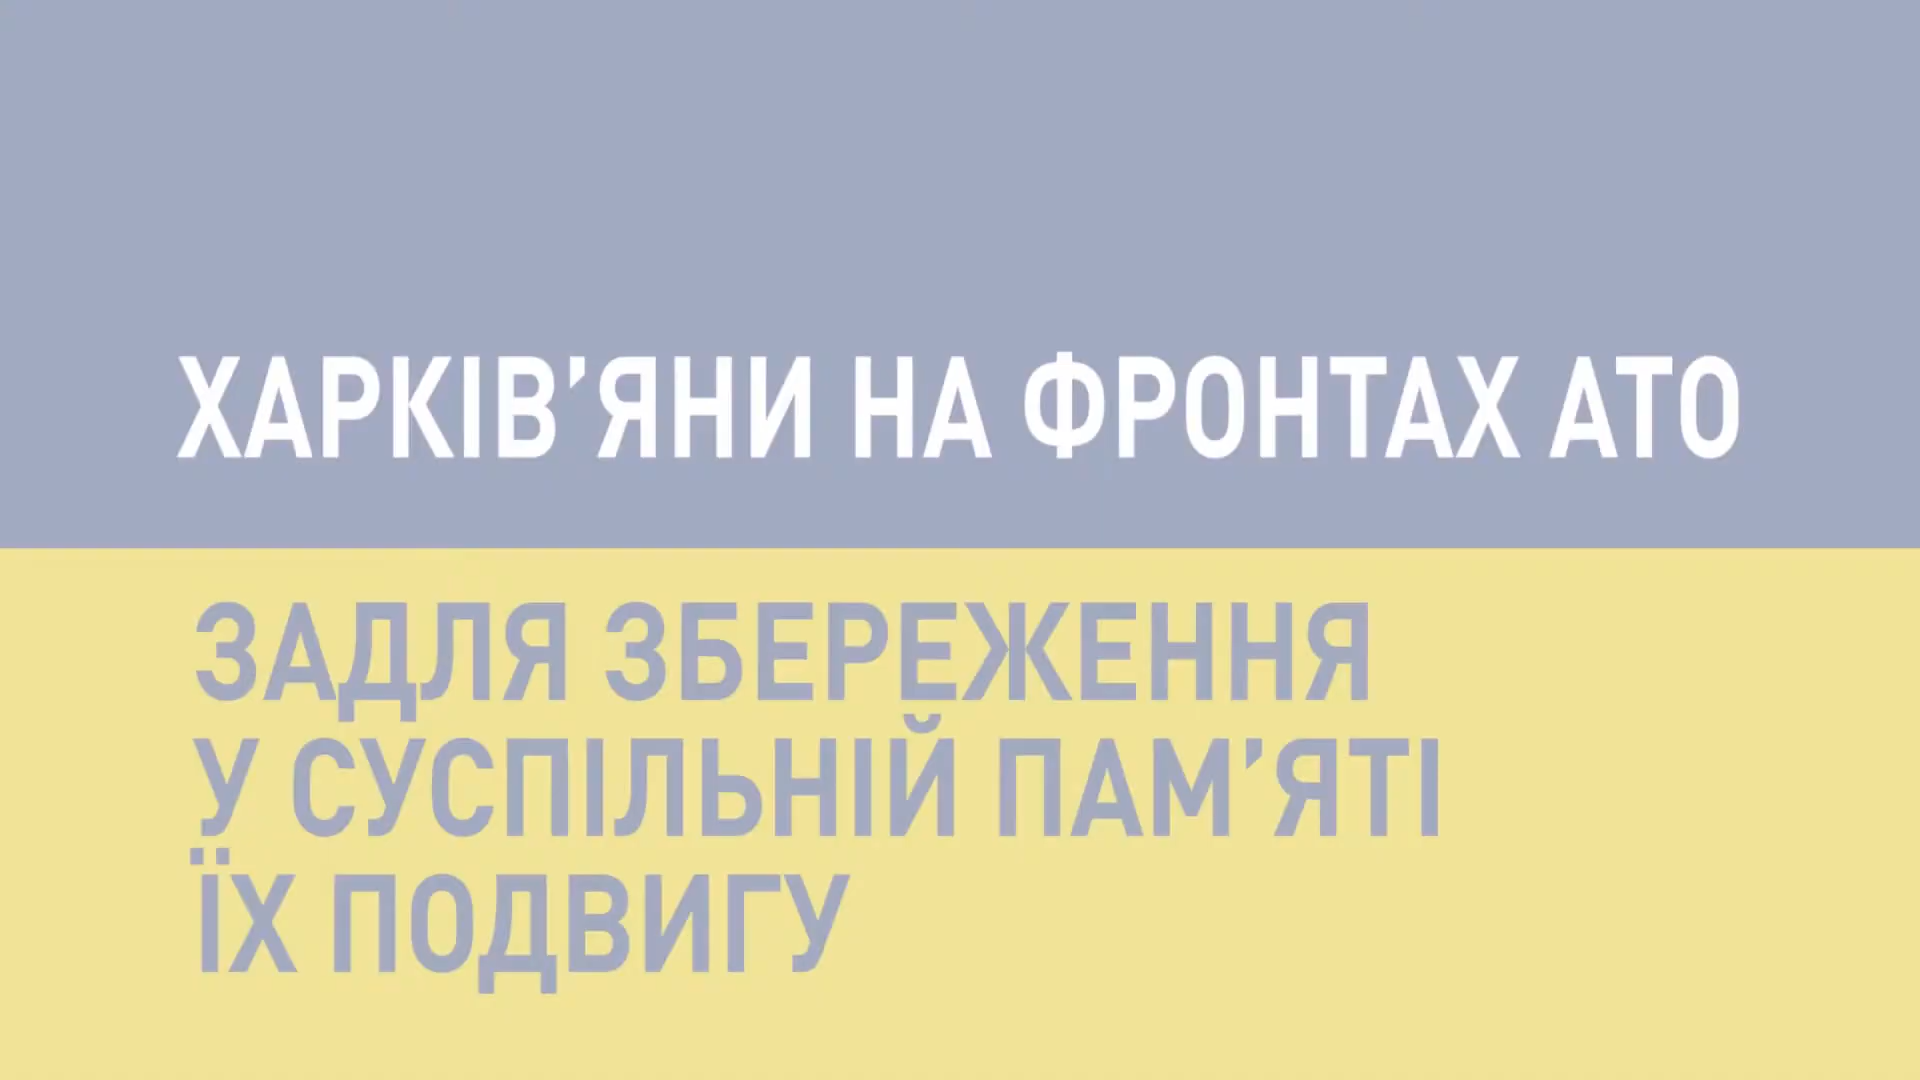 ХАРКІВ’ЯНИ НА ФРОНТАХ АТО
ЗАДЛЯ ЗБЕРЕЖЕННЯ
У СУСПІЛЬНІЙ ПАМ’ЯТІ
ЇХ ПОДВИГУ